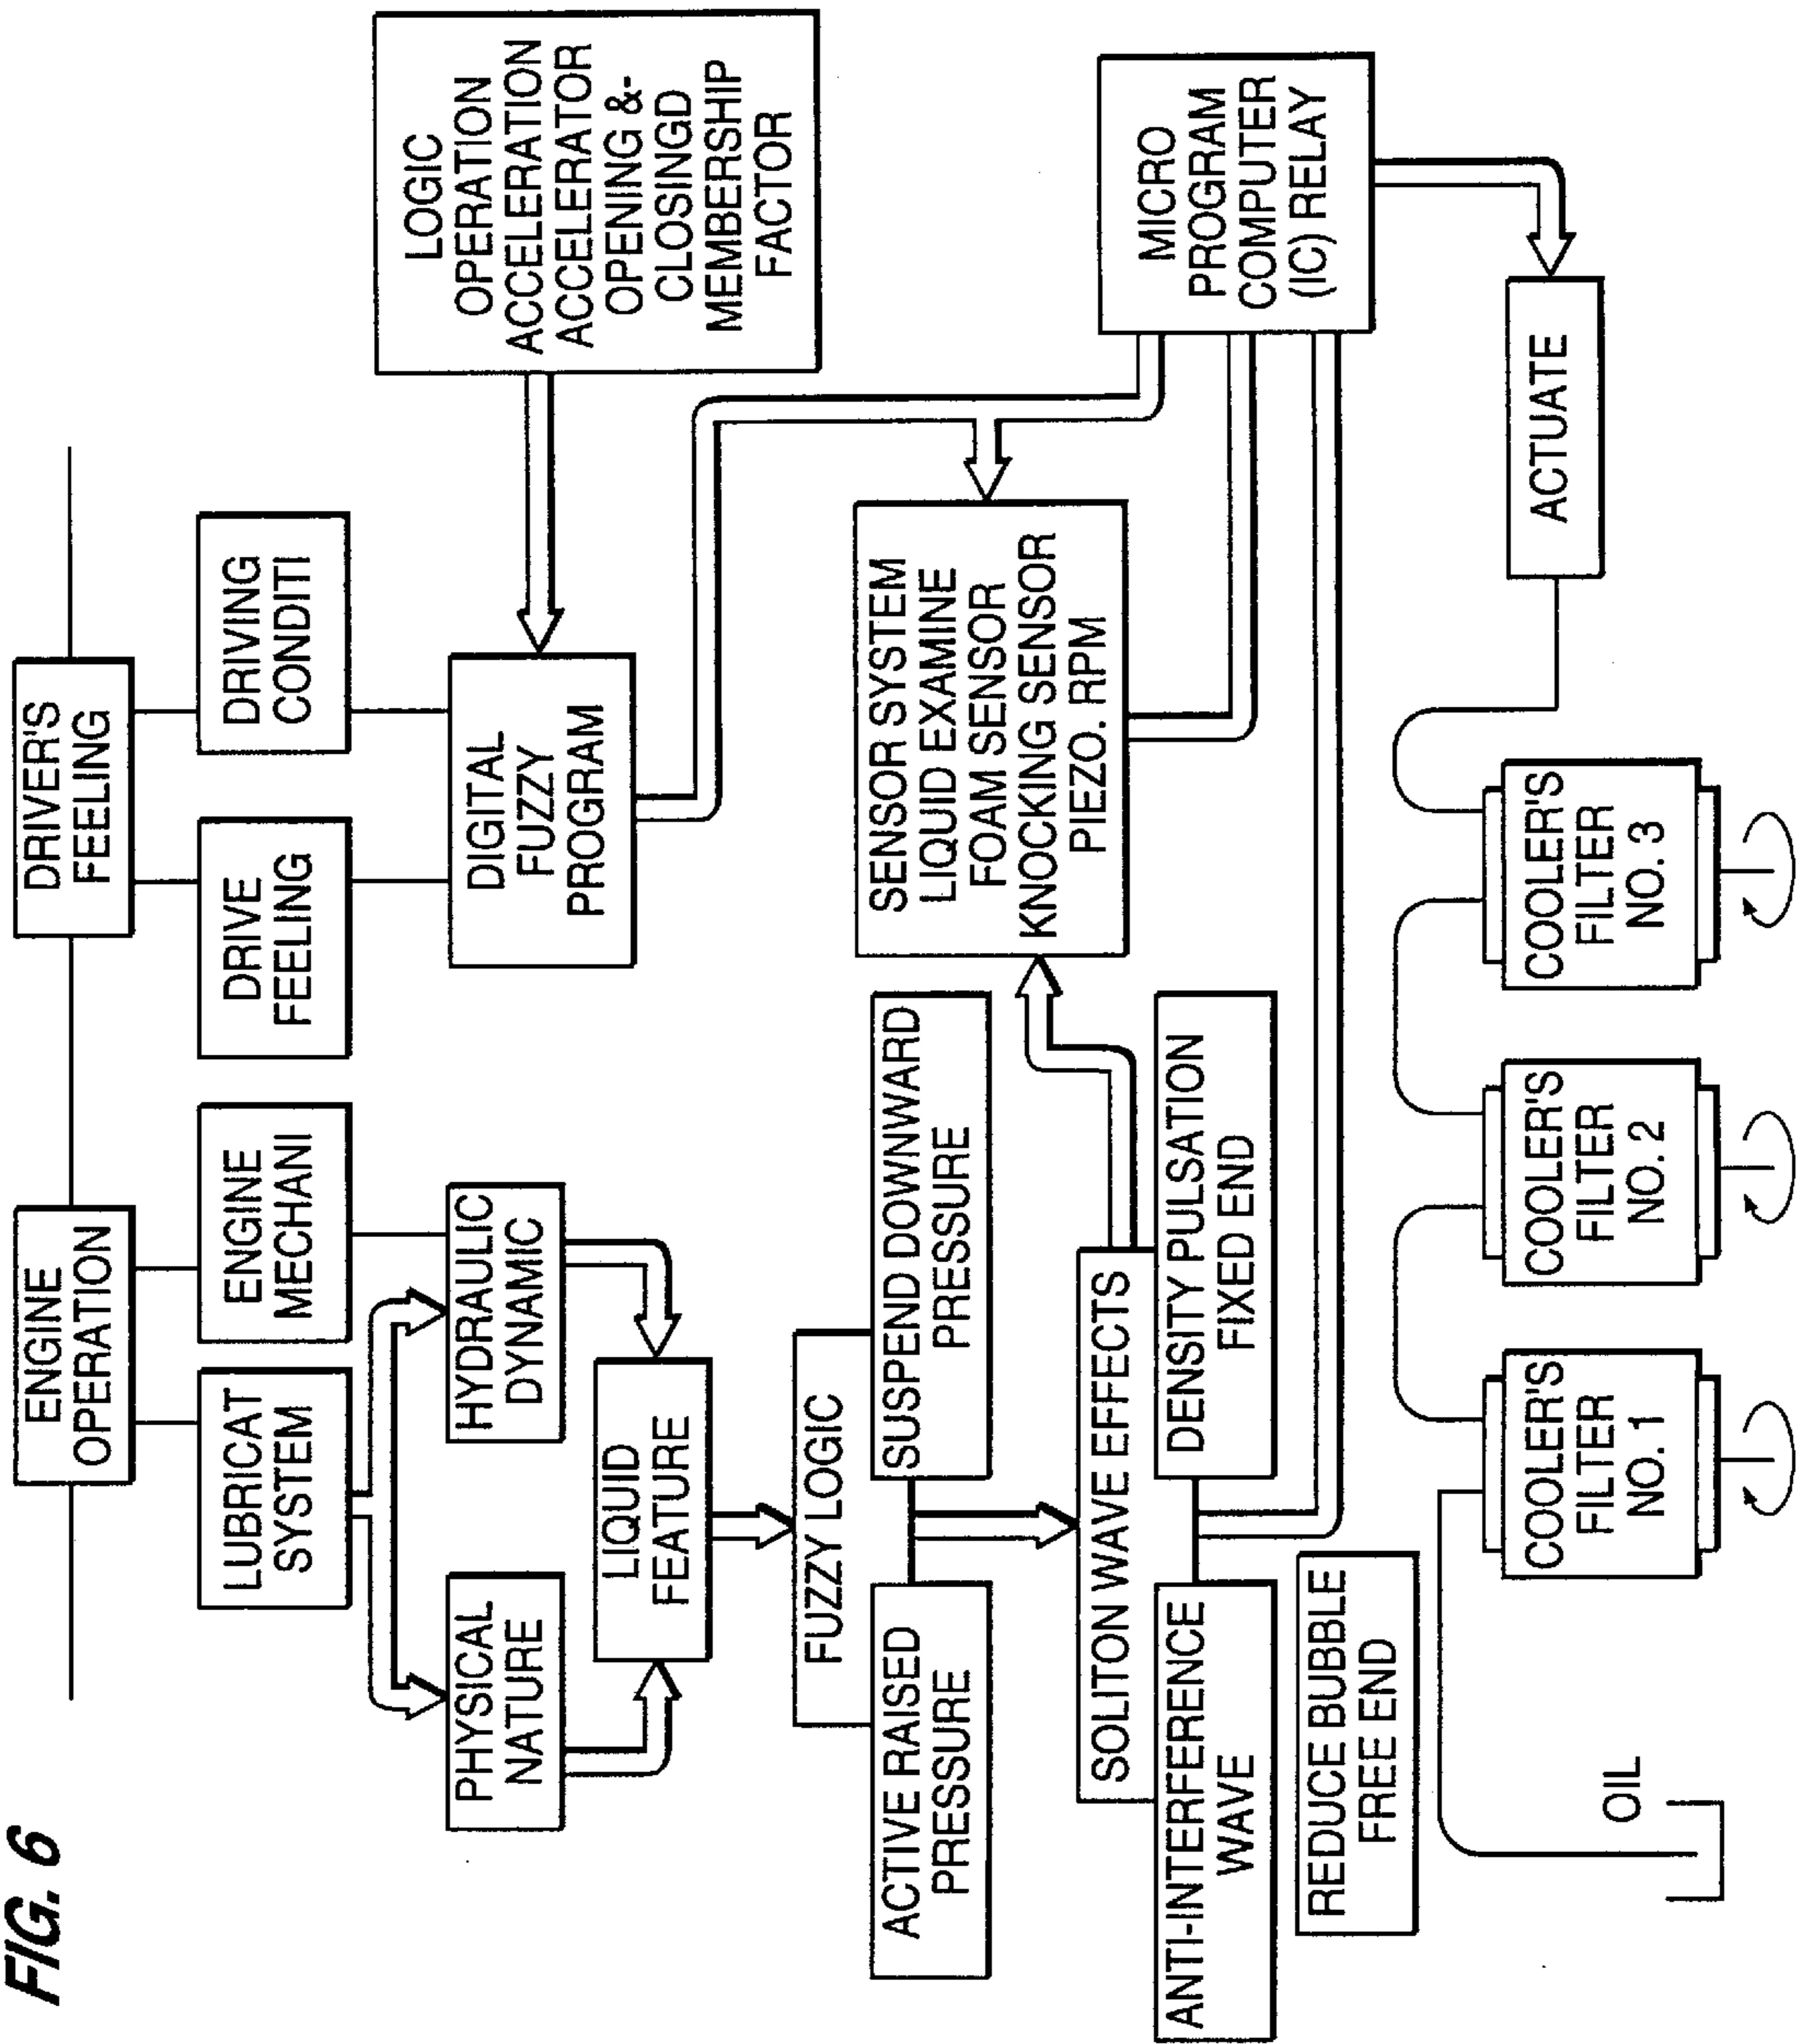 FIG. 6
ENGINE
OPERATION
DRIVER'S
FEELING
LUBRICAT
SYSTEM
ENGINE
MECHANI
DRIVE
FEELING
DRIVING
CONDITI
LOGIC
OPERATION
ACCELERATION
ACCELERATOR
OPENING &-
CLOSINGD
MEMBERSHIP
FACTOR
PHYSICAL
NATURE
HYDRAULIC
DYNAMIC
DIGITAL
FUZZY
PROGRAM
LIQUID
FEATURE
FUZZY LOGIC
ACTIVE RAISED
PRESSURE
SUSPEND DOWNWARD
PRESSURE
SENSOR SYSTEM
LIQUID EXAMINE
FOAM SENSOR
KNOCKING SENSOR
PIEZO. RPM
MICRO
PROGRAM
COMPUTER
(IC) RELAY
SOLITON WAVE EFFECTS
ANTI-INTERFERENCE
WAVE
DENSITY PULSATION
FIXED END
REDUCE BUBBLE
FREE END
ACTUATE
OIL
COOLER'S
FILTER
NO. 1
COOLER'S
FILTER
NO. 2
COOLER'S
FILTER
NO. 3